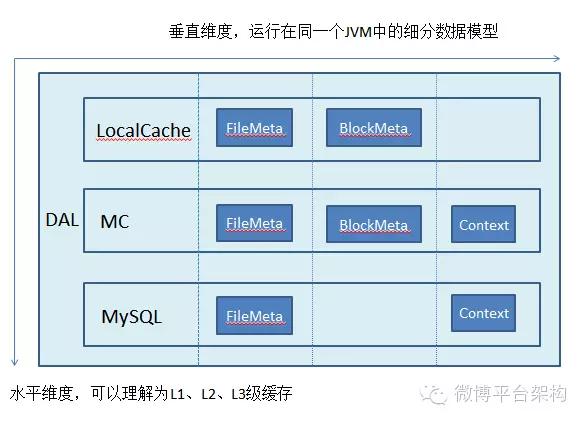 垂直维度，运行在同一个JVM中的细分数据模型
LocalCache
FileMeta
BlockMeta
DAL
MC
FileMeta
BlockMeta
Context
MySQL
FileMeta
Context
水平维度，可以理解为L1、L2、L3级缓存
微博平台架构